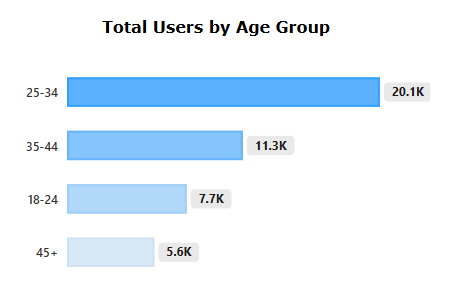 Total Users by Age Group
25-34 20.1K
35-44 11.3K
18-24 7.7K
45+ 5.6K